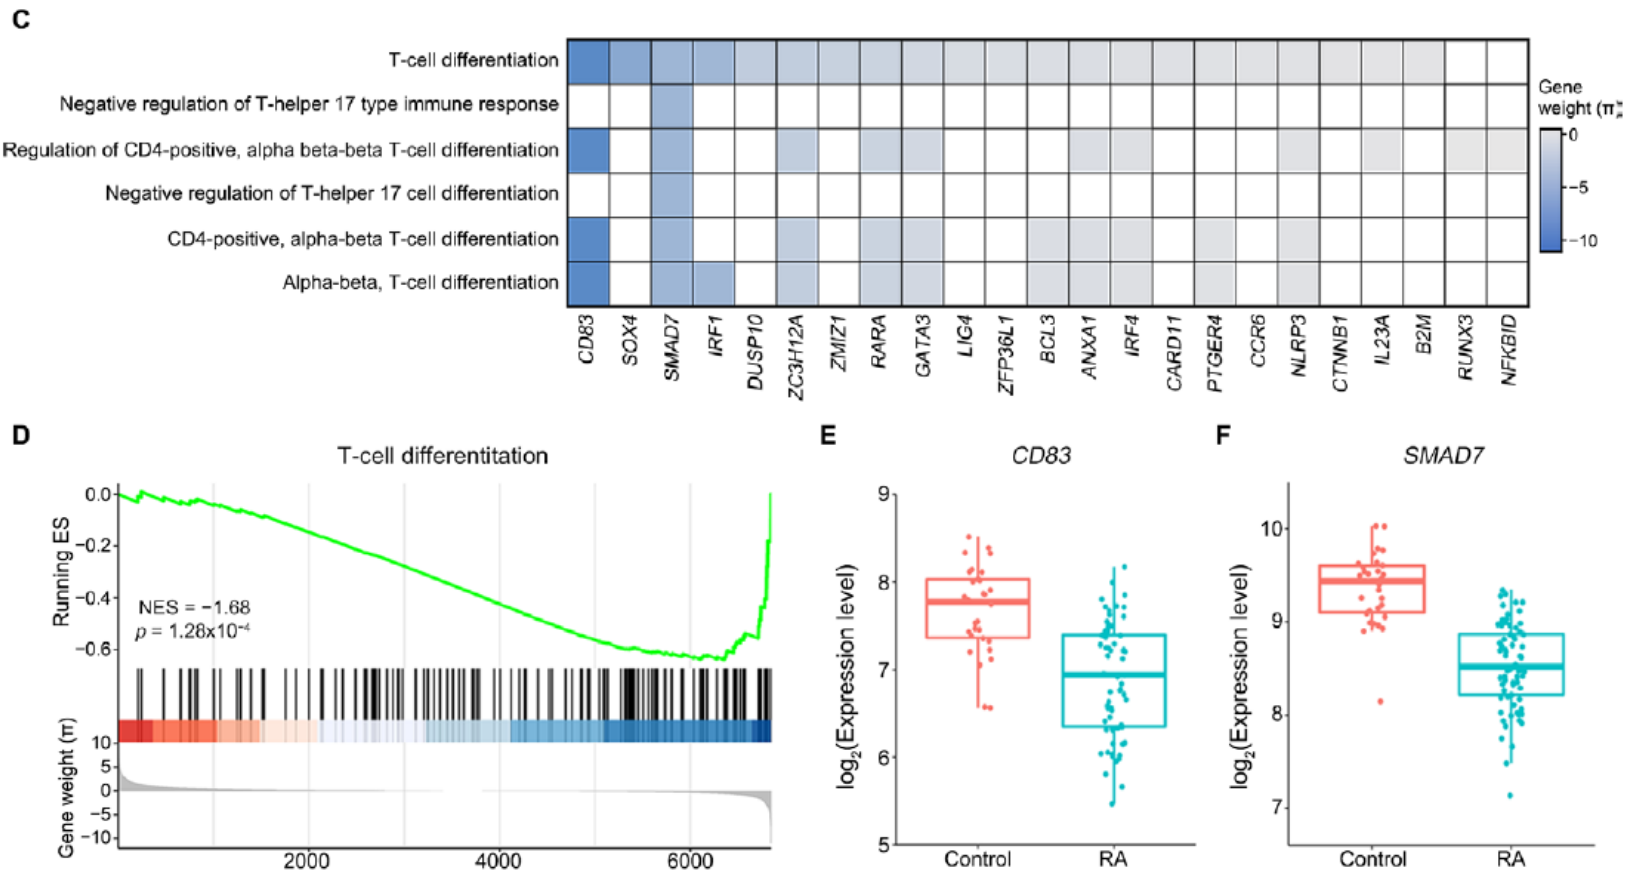 C
T-cell differentiation
Negative regulation of T-helper 17 type immune response
Regulation of CD4-positive, alpha beta-beta T-cell differentiation
Negative regulation of T-helper 17 cell differentiation
CD4-positive, alpha-beta T-cell differentiation
Alpha-beta, T-cell differentiation
Gene
weight (π
0
−5
−10
CD83
SOX4
SMAD7
IRF1
DUSP10
ZC3H12A
ZMIZ1
RARA
GATA3
LIG4
ZFP36L1
BCL3
ANXA1
IRF4
CARD11
PTGER4
CCR6
NLRP3
CTNNB1
IL23A
B2M
RUNX3
NFKBID
D
T-cell differentitation
Running ES
0.0
−0.2
−0.4
−0.6
NES = −1.68
p = 1.28x10⁻⁴
Gene weight (π)
10
5
0
−5
−10
2000
4000
6000
E
CD83
log₂(Expression level)
9
8
7
6
5
Control
RA
F
SMAD7
log₂(Expression level)
10
9
8
7
Control
RA